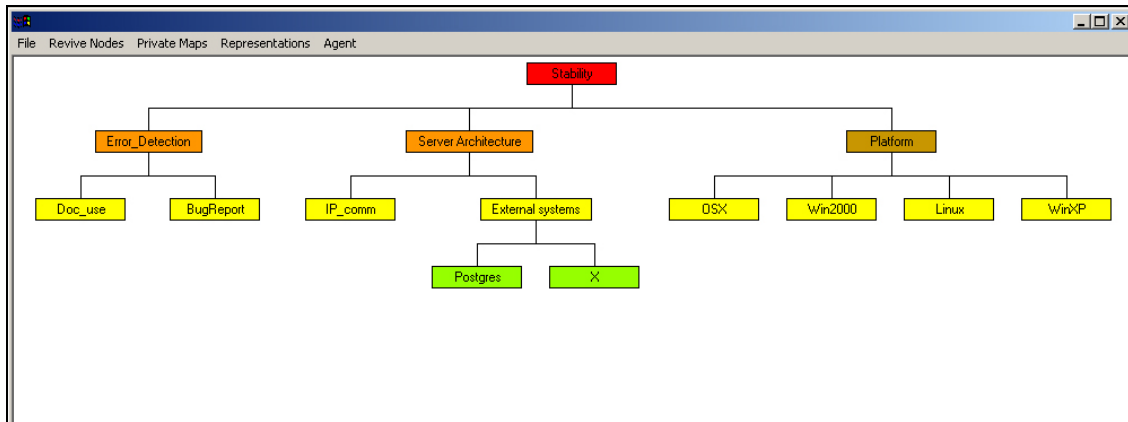 File Revive Nodes Private Maps Representations Agent
Stability
Error_Detection Server Architecture Platform
Doc_use BugReport IP_comm External systems OSX Win2000 Linux WinXP
Postgres X